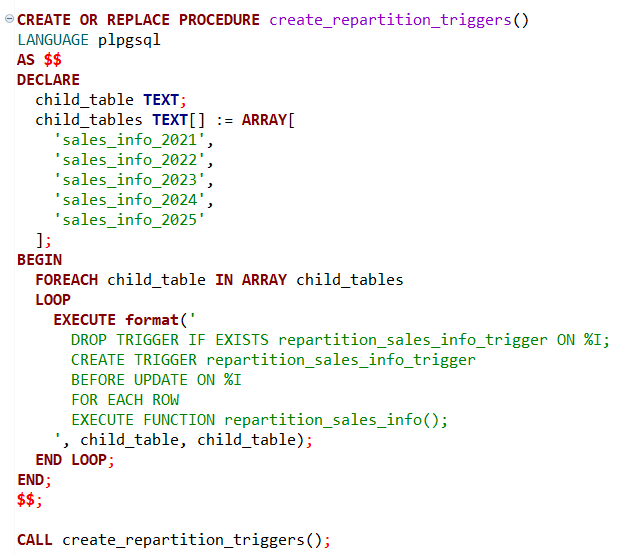 CREATE OR REPLACE PROCEDURE create_repartition_triggers()
LANGUAGE plpgsql
AS $$
DECLARE
  child_table TEXT;
  child_tables TEXT[] := ARRAY[
    'sales_info_2021',
    'sales_info_2022',
    'sales_info_2023',
    'sales_info_2024',
    'sales_info_2025'
  ];
BEGIN
  FOREACH child_table IN ARRAY child_tables
  LOOP
    EXECUTE format('
      DROP TRIGGER IF EXISTS repartition_sales_info_trigger ON %I;
      CREATE TRIGGER repartition_sales_info_trigger
      BEFORE UPDATE ON %I
      FOR EACH ROW
      EXECUTE FUNCTION repartition_sales_info();
    ', child_table, child_table);
  END LOOP;
END;
$$;

CALL create_repartition_triggers();